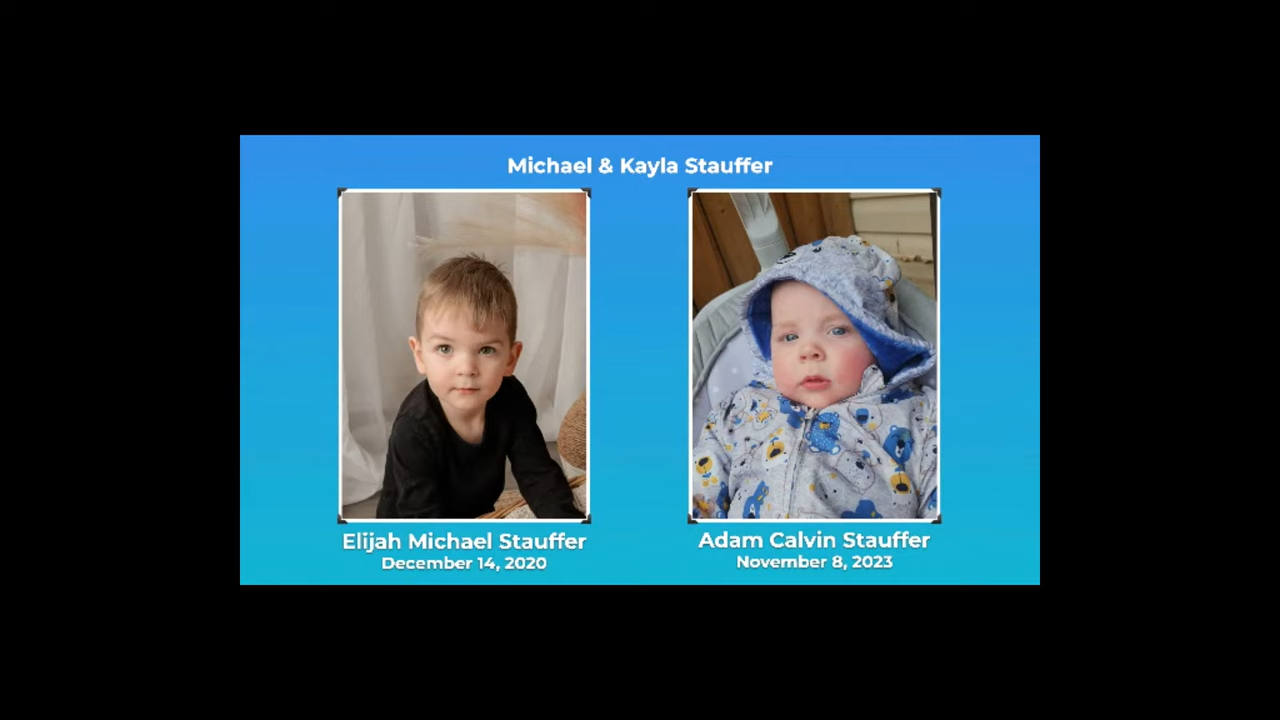 Michael & Kayla Stauffer
Elijah Michael Stauffer
December 14, 2020
Adam Calvin Stauffer
November 8, 2023